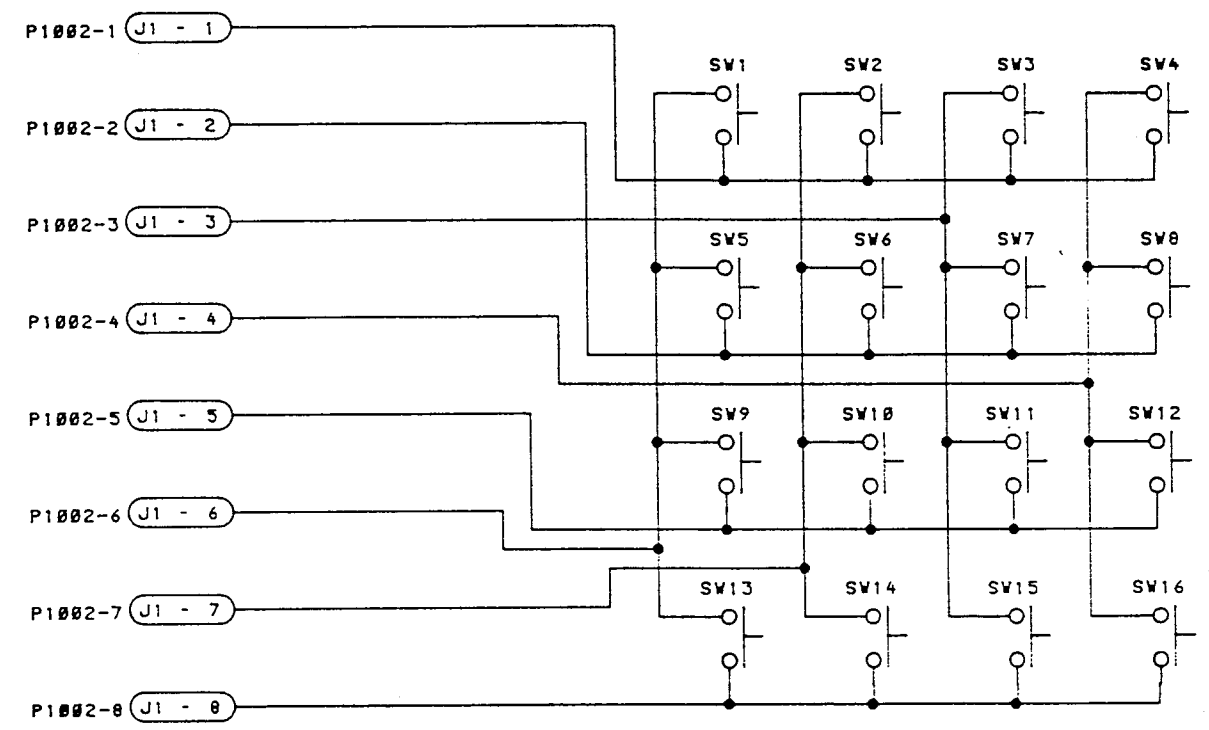 P1002-1 J1 - 1
SW1 SW2 SW3 SW4
P1002-2 J1 - 2
P1002-3 J1 - 3
SW5 SW6 SW7 SW8
P1002-4 J1 - 4
P1002-5 J1 - 5
SW9 SW10 SW11 SW12
P1002-6 J1 - 6
SW13 SW14 SW15 SW16
P1002-7 J1 - 7
P1002-8 J1 - 8